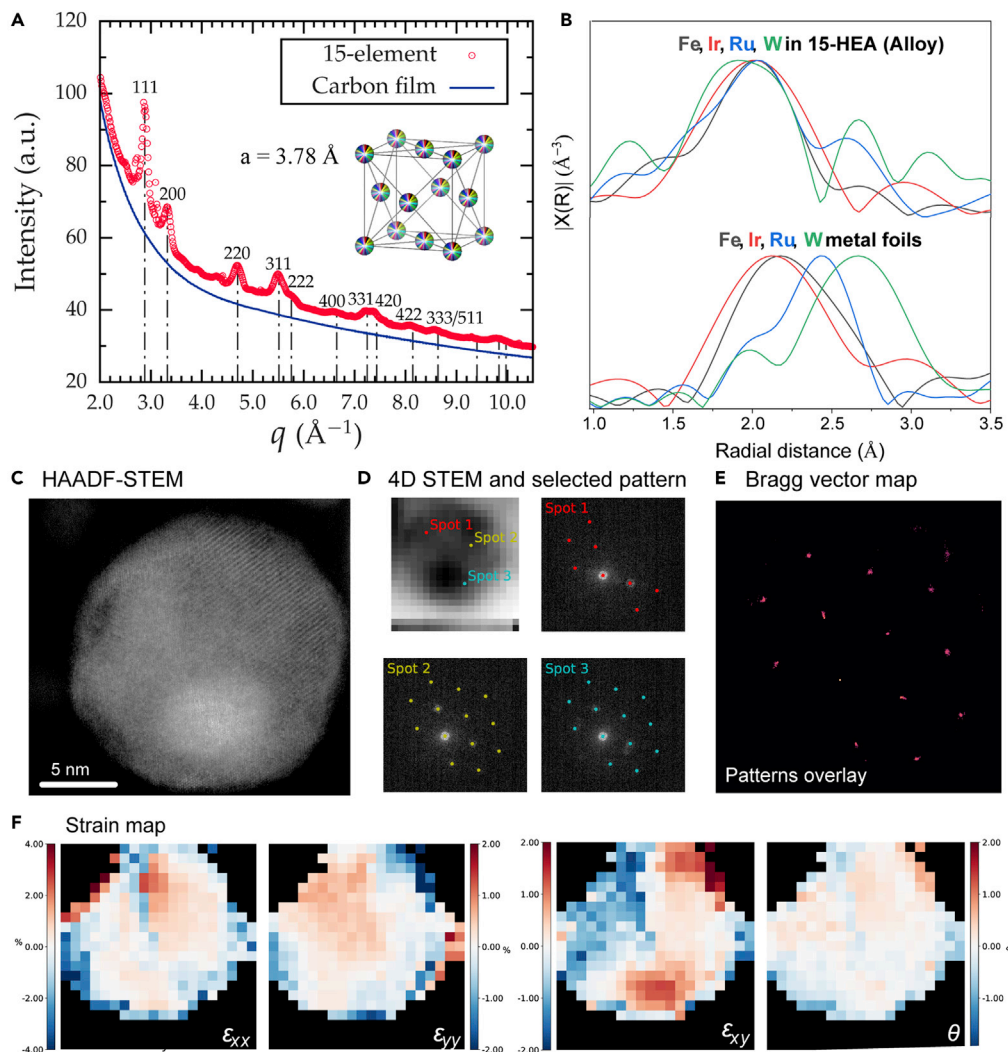 A
120
100
80
60
40
20
Intensity (a.u.)
15-element
Carbon film
a = 3.78 Å
111
200
220
311
222
400
331
420
422
333/511
2.0 3.0 4.0 5.0 6.0 7.0 8.0 9.0 10.0
q (Å⁻¹)
B
Fe, Ir, Ru, W in 15-HEA (Alloy)
|X(R)| (Å⁻³)
Fe, Ir, Ru, W metal foils
1.0 1.5 2.0 2.5 3.0 3.5
Radial distance (Å)
C HAADF-STEM
5 nm
D 4D STEM and selected pattern
Spot 1
Spot 2
Spot 3
Spot 1
Spot 2
Spot 3
E Bragg vector map
Patterns overlay
F Strain map
4.00
2.00
0.00
-2.00
-4.00
%
εxx
εyy
2.00
1.00
0.00
-1.00
-2.00
%
2.00
1.00
0.00
-1.00
-2.00
εxy
θ
2.00
1.00
0.00
-1.00
-2.00